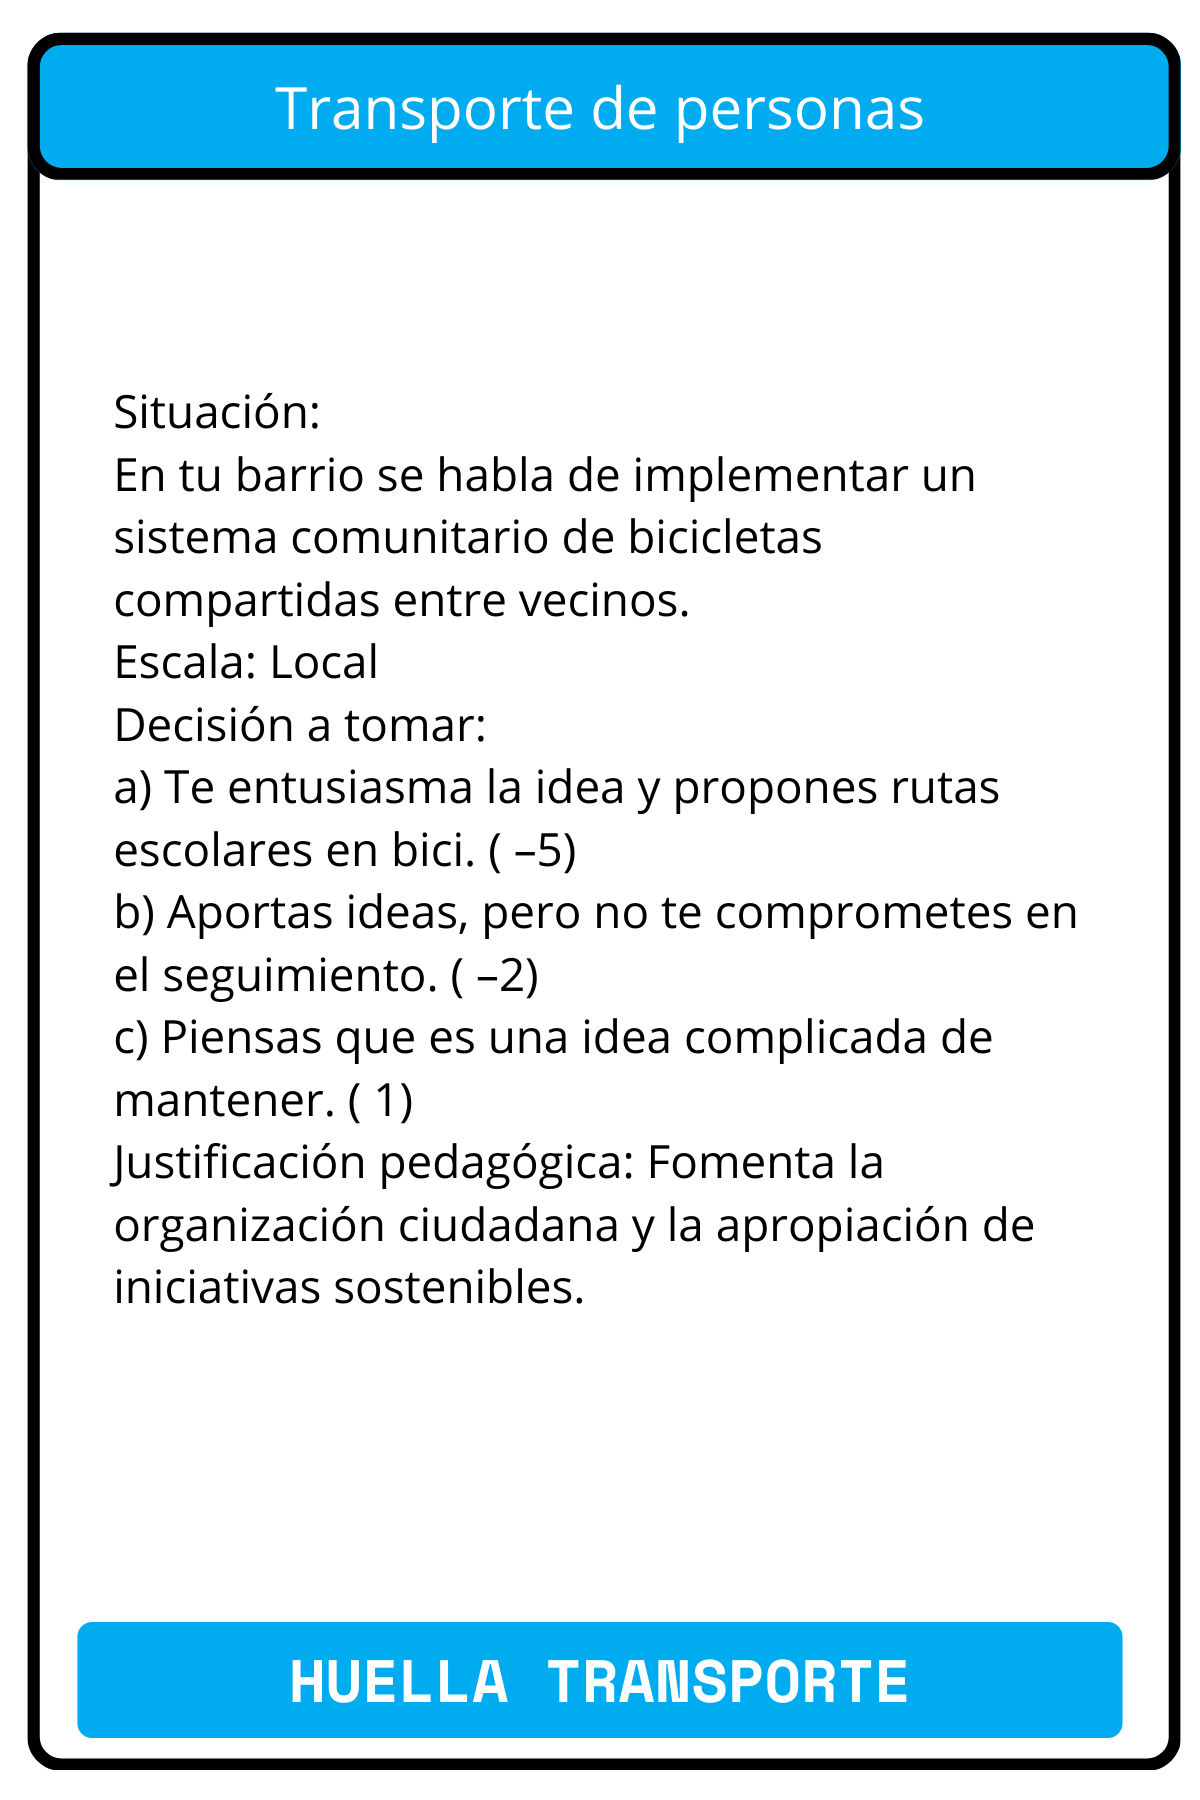 Transporte de personas
Situación:
En tu barrio se habla de implementar un
sistema comunitario de bicicletas
compartidas entre vecinos.
Escala: Local
Decisión a tomar:
a) Te entusiasma la idea y propones rutas
escolares en bici. ( –5)
b) Aportas ideas, pero no te comprometes en
el seguimiento. ( –2)
c) Piensas que es una idea complicada de
mantener. ( 1)
Justificación pedagógica: Fomenta la
organización ciudadana y la apropiación de
iniciativas sostenibles.
HUELLA TRANSPORTE